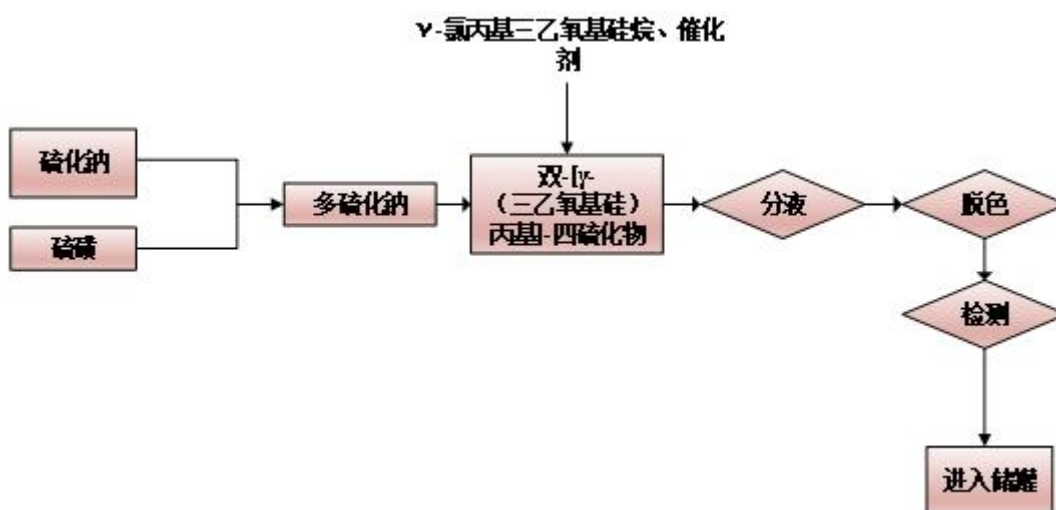 γ-氯丙基三乙氧基硅烷、催化
剂
硫化钠
硫磺
多硫化钠
双-[γ-
（三乙氧基硅）
丙基]-四硫化物
分液
脱色
检测
进入储罐